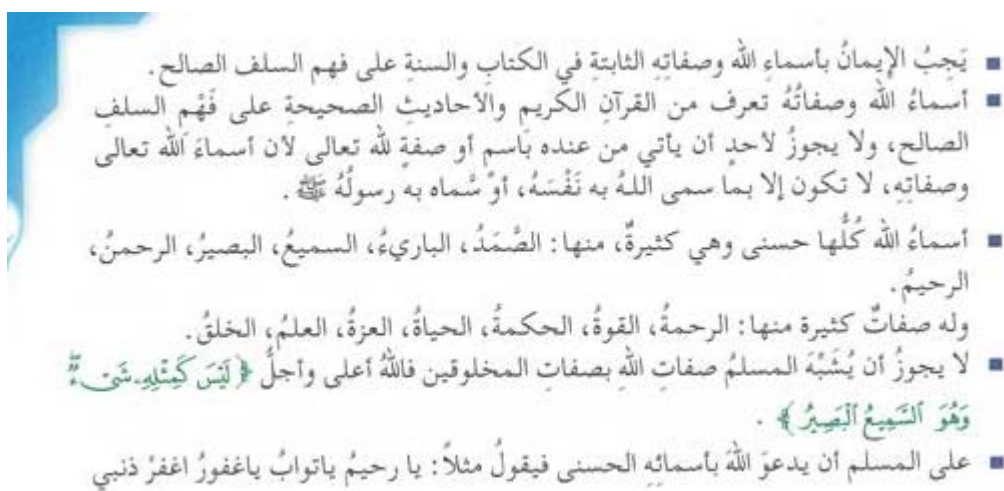 ▪ يَجِبُ الإيمانُ بأسماءِ الله وصفاتِهِ الثابتةِ في الكتابِ والسنةِ على فهم السلف الصالح.
▪ أسماءُ الله وصفاتُهُ تعرف من القرآنِ الكريمِ والأحاديثِ الصحيحةِ على فَهْمِ السلفِ
الصالح، ولا يجوزُ لأحدٍ أن يأتي من عنده باسمٍ أو صفةٍ لله تعالى لأن أسماءَ الله تعالى
وصفاتِهِ، لا تكون إلا بما سمى اللهُ به نَفْسَهُ، أو سَّماه به رسولُهُ ﷺ.
▪ أسماءُ الله كُلُّها حسنى وهي كثيرةٌ، منها: الصَّمَدُ، الباريءُ، السميعُ، البصيرُ، الرحمنُ،
الرحيمُ.
وله صفاتٌ كثيرة منها: الرحمةُ، القوةُ، الحكمةُ، الحياةُ، العزةُ، العلمُ، الخلقُ.
▪ لا يجوزُ أن يُشَبِّهَ المسلمُ صفاتِ اللهِ بصفاتِ المخلوقين فاللهُ أعلى وأجلُّ ﴿لَيْسَ كَمِثْلِهِۦ شَىْءٌۖ
وَهُوَ ٱلسَّمِيعُ ٱلْبَصِيرُ﴾.
▪ على المسلم أن يدعوَ اللهَ بأسمائِهِ الحسنى فيقولُ مثلاً: يا رحيمُ ياتوابُ ياغفورُ اغفرْ ذنبي